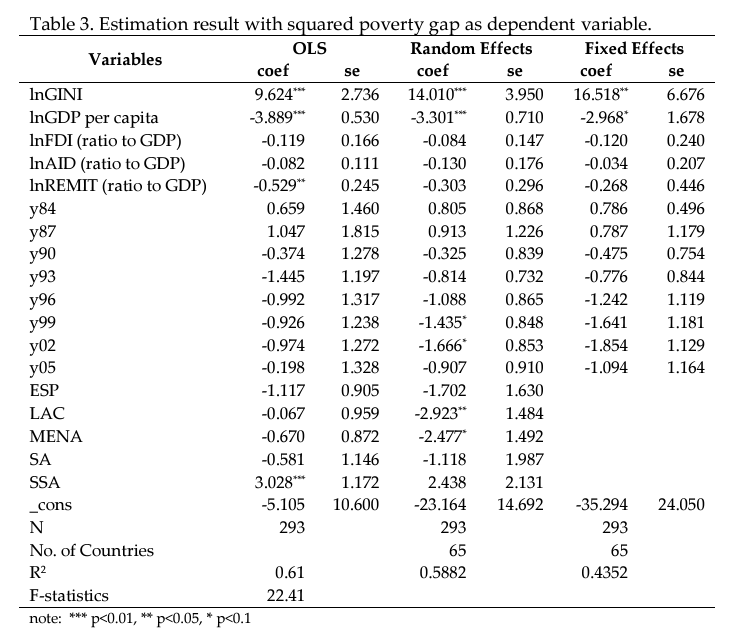 Table 3. Estimation result with squared poverty gap as dependent variable.
Variables OLS Random Effects Fixed Effects
coef se coef se coef se
lnGINI 9.624*** 2.736 14.010*** 3.950 16.518** 6.676
lnGDP per capita -3.889*** 0.530 -3.301*** 0.710 -2.968* 1.678
lnFDI (ratio to GDP) -0.119 0.166 -0.084 0.147 -0.120 0.240
lnAID (ratio to GDP) -0.082 0.111 -0.130 0.176 -0.034 0.207
lnREMIT (ratio to GDP) -0.529** 0.245 -0.303 0.296 -0.268 0.446
y84 0.659 1.460 0.805 0.868 0.786 0.496
y87 1.047 1.815 0.913 1.226 0.787 1.179
y90 -0.374 1.278 -0.325 0.839 -0.475 0.754
y93 -1.445 1.197 -0.814 0.732 -0.776 0.844
y96 -0.992 1.317 -1.088 0.865 -1.242 1.119
y99 -0.926 1.238 -1.435* 0.848 -1.641 1.181
y02 -0.974 1.272 -1.666* 0.853 -1.854 1.129
y05 -0.198 1.328 -0.907 0.910 -1.094 1.164
ESP -1.117 0.905 -1.702 1.630
LAC -0.067 0.959 -2.923** 1.484
MENA -0.670 0.872 -2.477* 1.492
SA -0.581 1.146 -1.118 1.987
SSA 3.028*** 1.172 2.438 2.131
_cons -5.105 10.600 -23.164 14.692 -35.294 24.050
N 293 293 293
No. of Countries 65 65
R² 0.61 0.5882 0.4352
F-statistics 22.41
note: *** p<0.01, ** p<0.05, * p<0.1